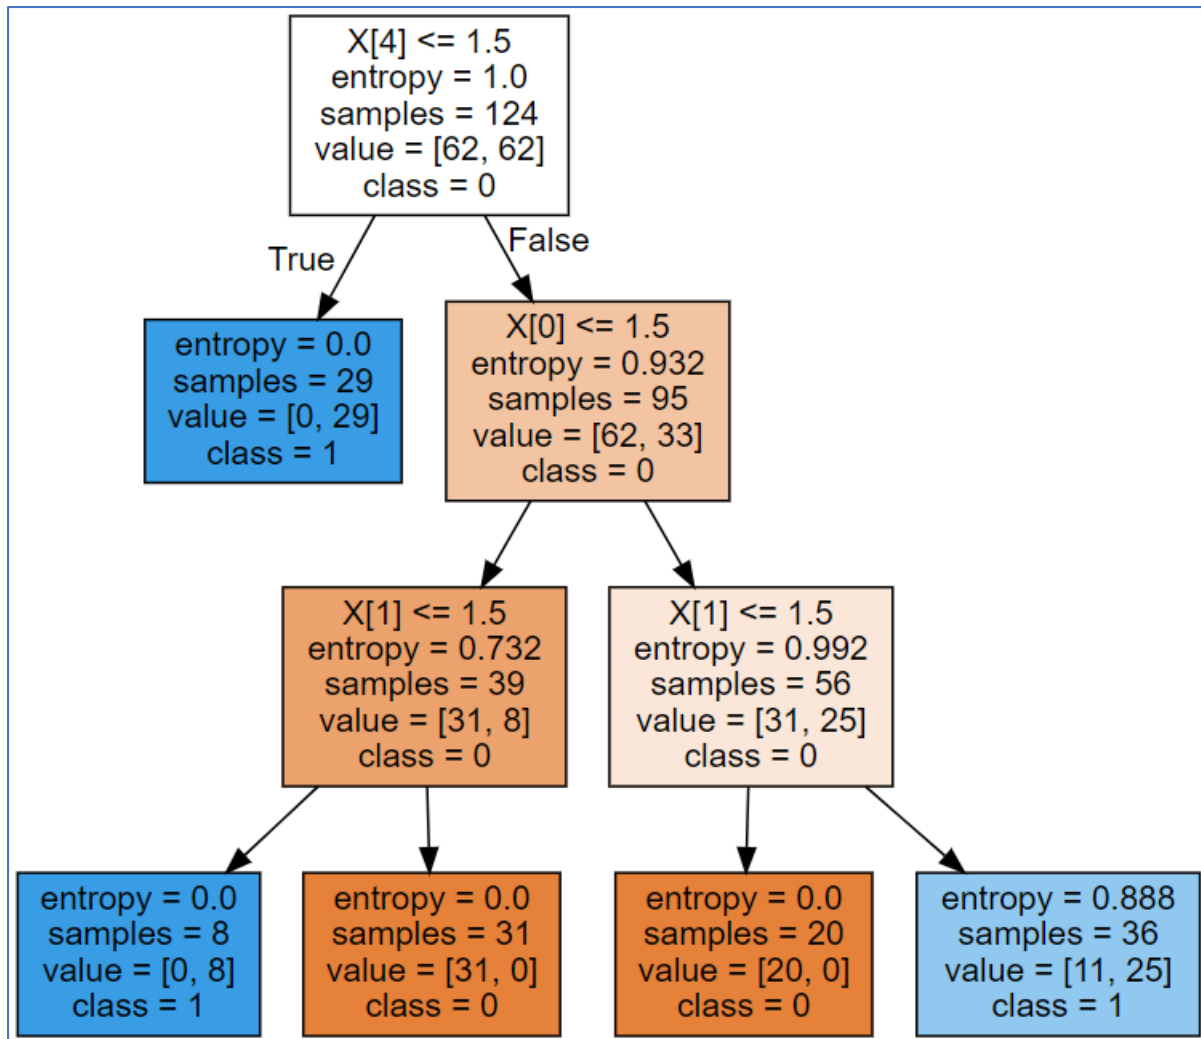 X[4] <= 1.5
entropy = 1.0
samples = 124
value = [62, 62]
class = 0
True
False
entropy = 0.0
samples = 29
value = [0, 29]
class = 1
X[0] <= 1.5
entropy = 0.932
samples = 95
value = [62, 33]
class = 0
X[1] <= 1.5
entropy = 0.732
samples = 39
value = [31, 8]
class = 0
X[1] <= 1.5
entropy = 0.992
samples = 56
value = [31, 25]
class = 0
entropy = 0.0
samples = 8
value = [0, 8]
class = 1
entropy = 0.0
samples = 31
value = [31, 0]
class = 0
entropy = 0.0
samples = 20
value = [20, 0]
class = 0
entropy = 0.888
samples = 36
value = [11, 25]
class = 1